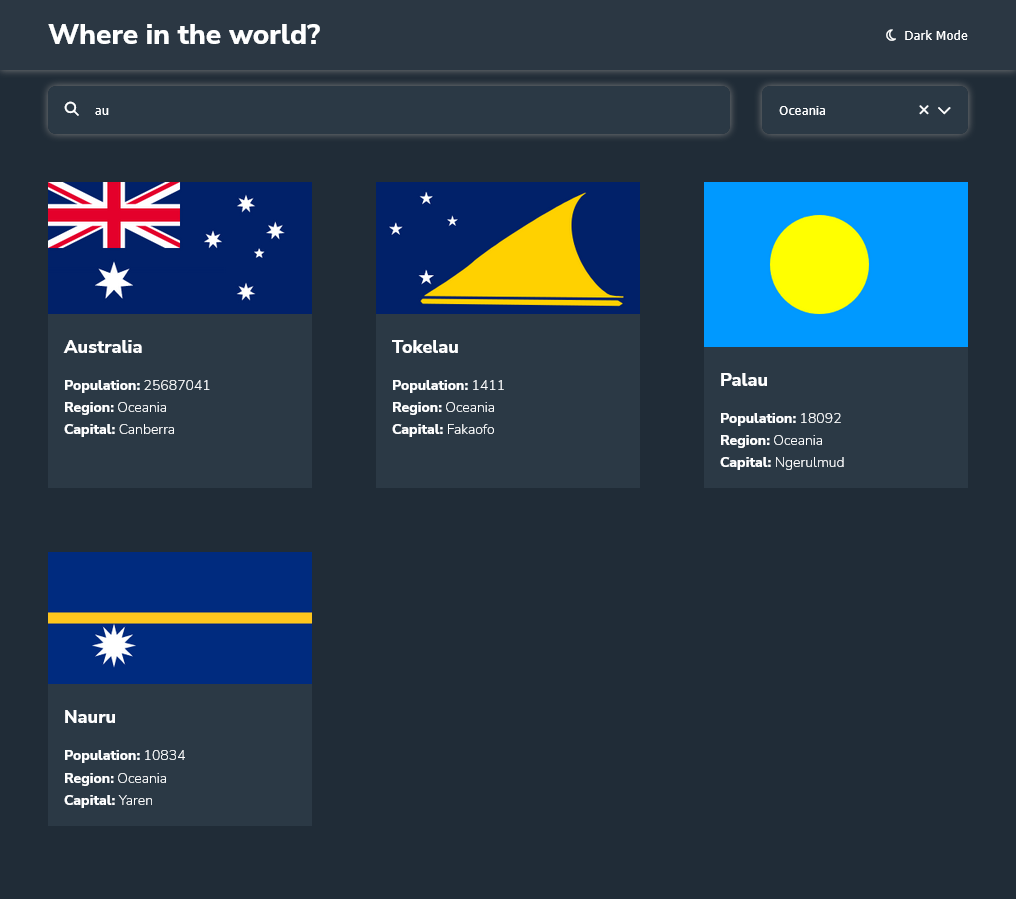 Where in the world?
Dark Mode
au
Oceania
Australia
Population: 25687041
Region: Oceania
Capital: Canberra
Tokelau
Population: 1411
Region: Oceania
Capital: Fakaofo
Palau
Population: 18092
Region: Oceania
Capital: Ngerulmud
Nauru
Population: 10834
Region: Oceania
Capital: Yaren